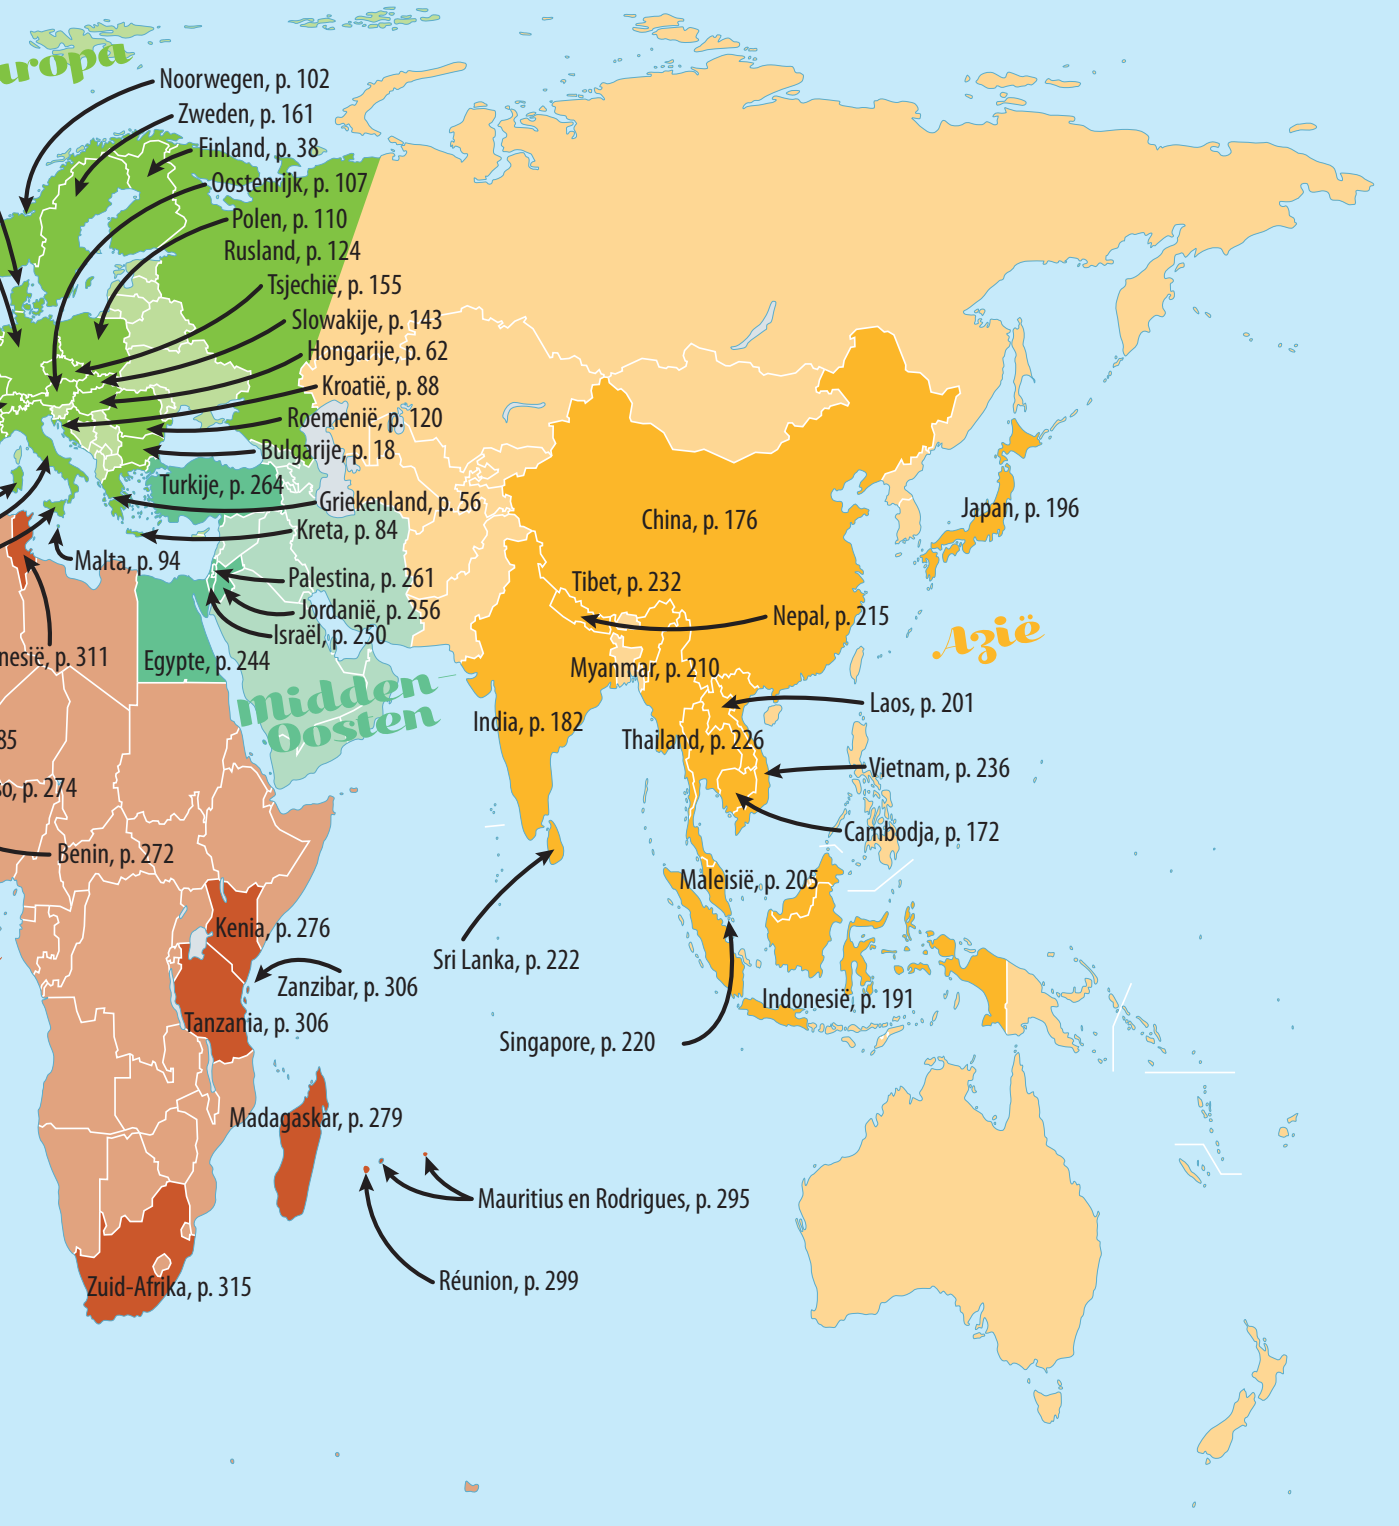 uropa
Noorwegen, p. 102
Zweden, p. 161
Finland, p. 38
Oostenrijk, p. 107
Polen, p. 110
Rusland, p. 124
Tsjechië, p. 155
Slowakije, p. 143
Hongarije, p. 62
Kroatië, p. 88
Roemenië, p. 120
Bulgarije, p. 18
Turkije, p. 264
Griekenland, p. 56
Kreta, p. 84
Malta, p. 94
Palestina, p. 261
Jordanië, p. 256
Israël, p. 250
nesië, p. 311
Egypte, p. 244
Midden
Oosten
85
so, p. 274
Benin, p. 272
Kenia, p. 276
Zanzibar, p. 306
Tanzania, p. 306
Madagaskar, p. 279
Mauritius en Rodrigues, p. 295
Réunion, p. 299
Zuid-Afrika, p. 315
China, p. 176
Japan, p. 196
Tibet, p. 232
Nepal, p. 215
Azië
Myanmar, p. 210
Laos, p. 201
India, p. 182
Thailand, p. 226
Vietnam, p. 236
Cambodja, p. 172
Maleisië, p. 205
Sri Lanka, p. 222
Indonesië, p. 191
Singapore, p. 220